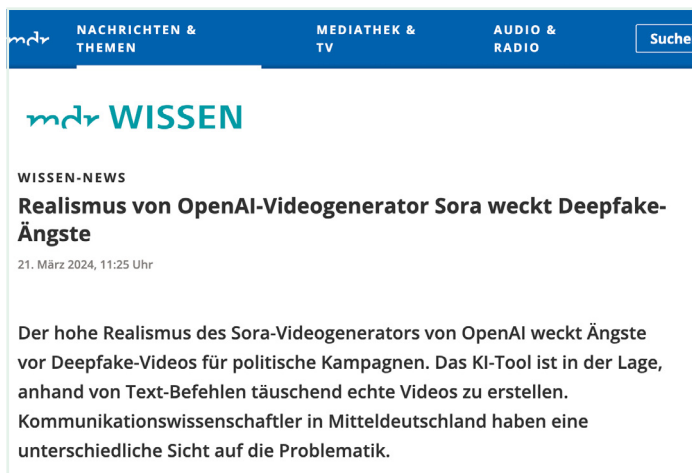 mdr
NACHRICHTEN &
THEMEN
MEDIATHEK &
TV
AUDIO &
RADIO
Suche
mdr WISSEN
WISSEN-NEWS
Realismus von OpenAI-Videogenerator Sora weckt Deepfake-
Ängste
21. März 2024, 11:25 Uhr
Der hohe Realismus des Sora-Videogenerators von OpenAI weckt Ängste
vor Deepfake-Videos für politische Kampagnen. Das KI-Tool ist in der Lage,
anhand von Text-Befehlen täuschend echte Videos zu erstellen.
Kommunikationswissenschaftler in Mitteldeutschland haben eine
unterschiedliche Sicht auf die Problematik.